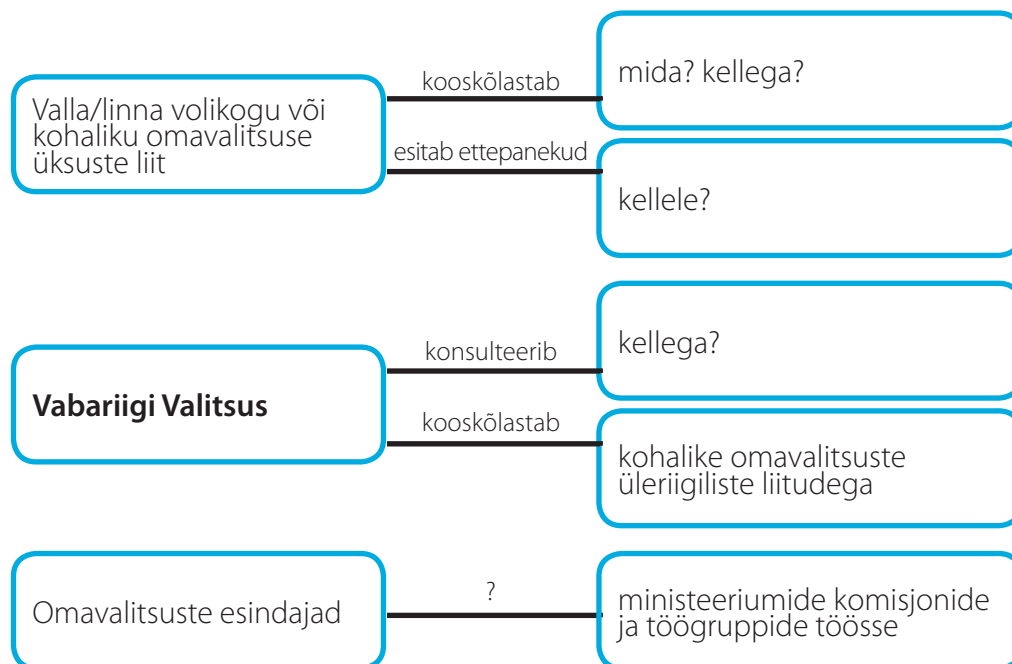 Valla/linna volikogu või
kohaliku omavalitsuse
üksuste liit
kooskõlastab
mida? kellega?
esitab ettepanekud
kellele?
Vabariigi Valitsus
konsulteerib
kellega?
kooskõlastab
kohalike omavalitsuste
üleriigiliste liitudega
Omavalitsuste esindajad
?
ministeeriumide komisjonide
ja töögruppide töösse